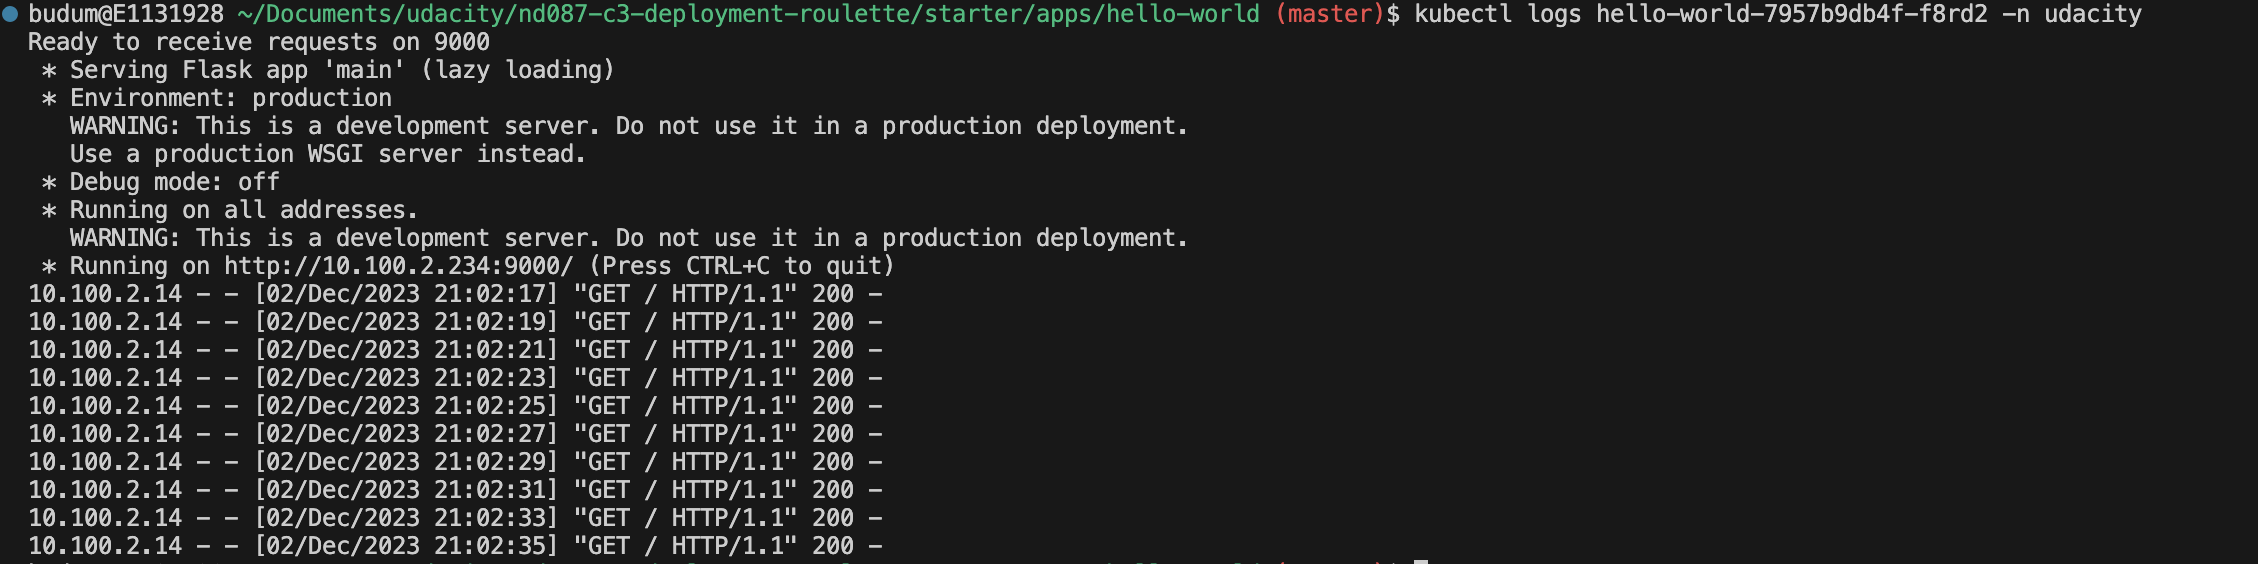 budum@E1131928 ~/Documents/udacity/nd087-c3-deployment-roulette/starter/apps/hello-world (master)$ kubectl logs hello-world-7957b9db4f-f8rd2 -n udacity
Ready to receive requests on 9000
 * Serving Flask app 'main' (lazy loading)
 * Environment: production
   WARNING: This is a development server. Do not use it in a production deployment.
   Use a production WSGI server instead.
 * Debug mode: off
 * Running on all addresses.
   WARNING: This is a development server. Do not use it in a production deployment.
 * Running on http://10.100.2.234:9000/ (Press CTRL+C to quit)
10.100.2.14 - - [02/Dec/2023 21:02:17] "GET / HTTP/1.1" 200 -
10.100.2.14 - - [02/Dec/2023 21:02:19] "GET / HTTP/1.1" 200 -
10.100.2.14 - - [02/Dec/2023 21:02:21] "GET / HTTP/1.1" 200 -
10.100.2.14 - - [02/Dec/2023 21:02:23] "GET / HTTP/1.1" 200 -
10.100.2.14 - - [02/Dec/2023 21:02:25] "GET / HTTP/1.1" 200 -
10.100.2.14 - - [02/Dec/2023 21:02:27] "GET / HTTP/1.1" 200 -
10.100.2.14 - - [02/Dec/2023 21:02:29] "GET / HTTP/1.1" 200 -
10.100.2.14 - - [02/Dec/2023 21:02:31] "GET / HTTP/1.1" 200 -
10.100.2.14 - - [02/Dec/2023 21:02:33] "GET / HTTP/1.1" 200 -
10.100.2.14 - - [02/Dec/2023 21:02:35] "GET / HTTP/1.1" 200 -